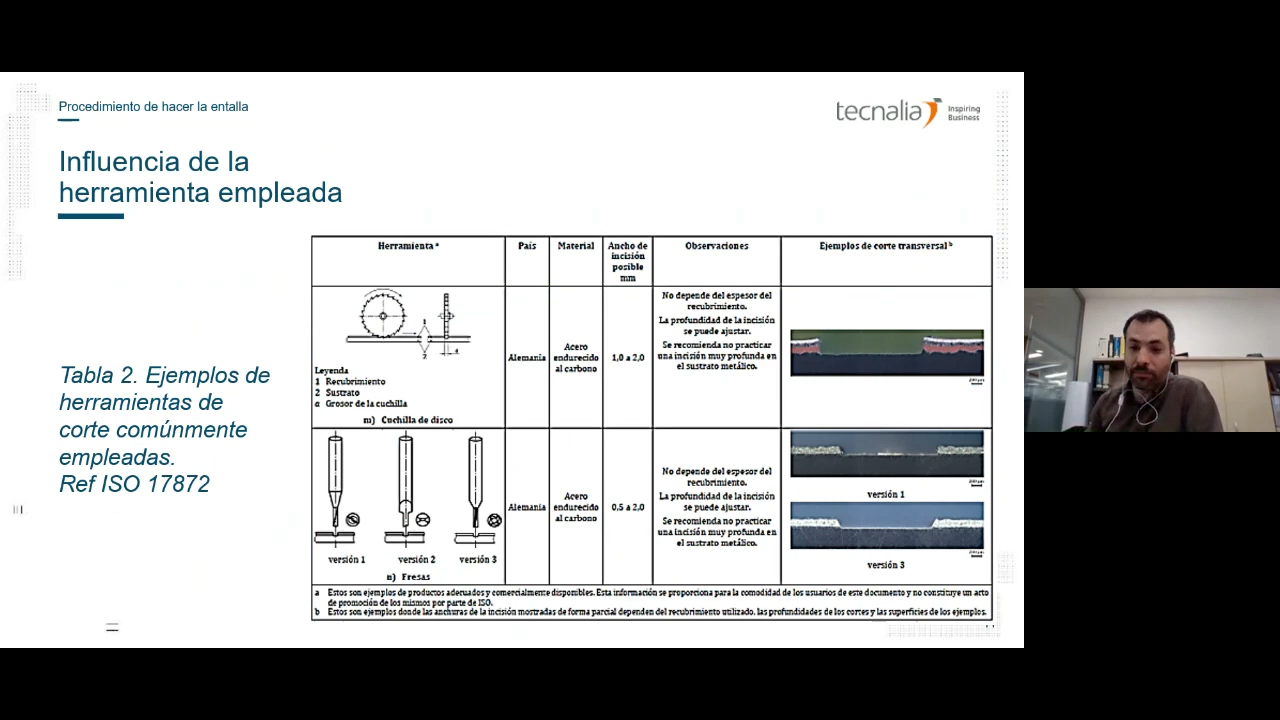 Procedimiento de hacer la entalla
tecnalia
Inspiring
Business
Influencia de la
herramienta empleada
Tabla 2. Ejemplos de
herramientas de
corte comúnmente
empleadas.
Ref ISO 17872
Herramienta a
País
Material
Ancho de
incisión
posible
mm
Observaciones
Ejemplos de corte transversal b
1
2
a
Leyenda
1 Recubrimiento
2 Sustrato
a Grosor de la cuchilla
m) Cuchilla de disco
Alemania
Acero
endurecido
al carbono
1,0 a 2,0
No depende del espesor del
recubrimiento.
La profundidad de la incisión
se puede ajustar.
Se recomienda no practicar
una incisión muy profunda en
el sustrato metálico.
versión 1
versión 2
versión 3
n) Fresas
Alemania
Acero
endurecido
al carbono
0,5 a 2,0
No depende del espesor del
recubrimiento.
La profundidad de la incisión
se puede ajustar.
Se recomienda no practicar
una incisión muy profunda en
el sustrato metálico.
versión 1
versión 3
a Estos son ejemplos de productos adecuados y comercialmente disponibles. Esta información se proporciona para la comodidad de los usuarios de este documento y no constituye un acto
de promoción de los mismos por parte de ISO.
b Estos son ejemplos donde las anchuras de la incisión mostradas de forma parcial dependen del recubrimiento utilizado, las profundidades de los cortes y las superficies de los ejemplos.